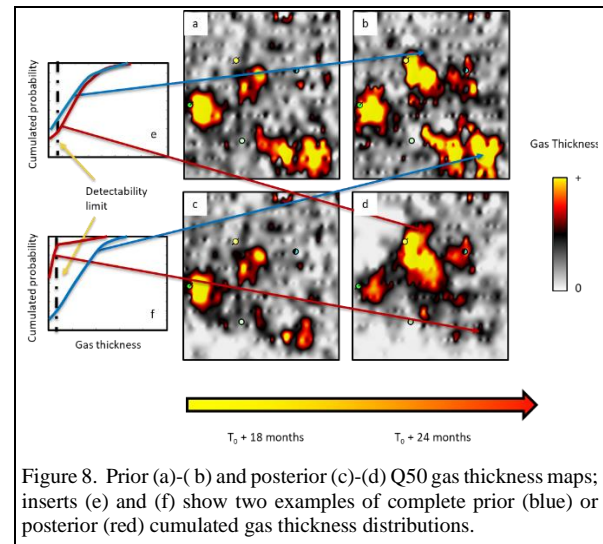 a
b
Cumulated probability
e
Detectability
limit
Gas Thickness
+
0
c
d
Cumulated probability
f
Gas thickness
T0 + 18 months
T0 + 24 months
Figure 8. Prior (a)-( b) and posterior (c)-(d) Q50 gas thickness maps;
inserts (e) and (f) show two examples of complete prior (blue) or
posterior (red) cumulated gas thickness distributions.